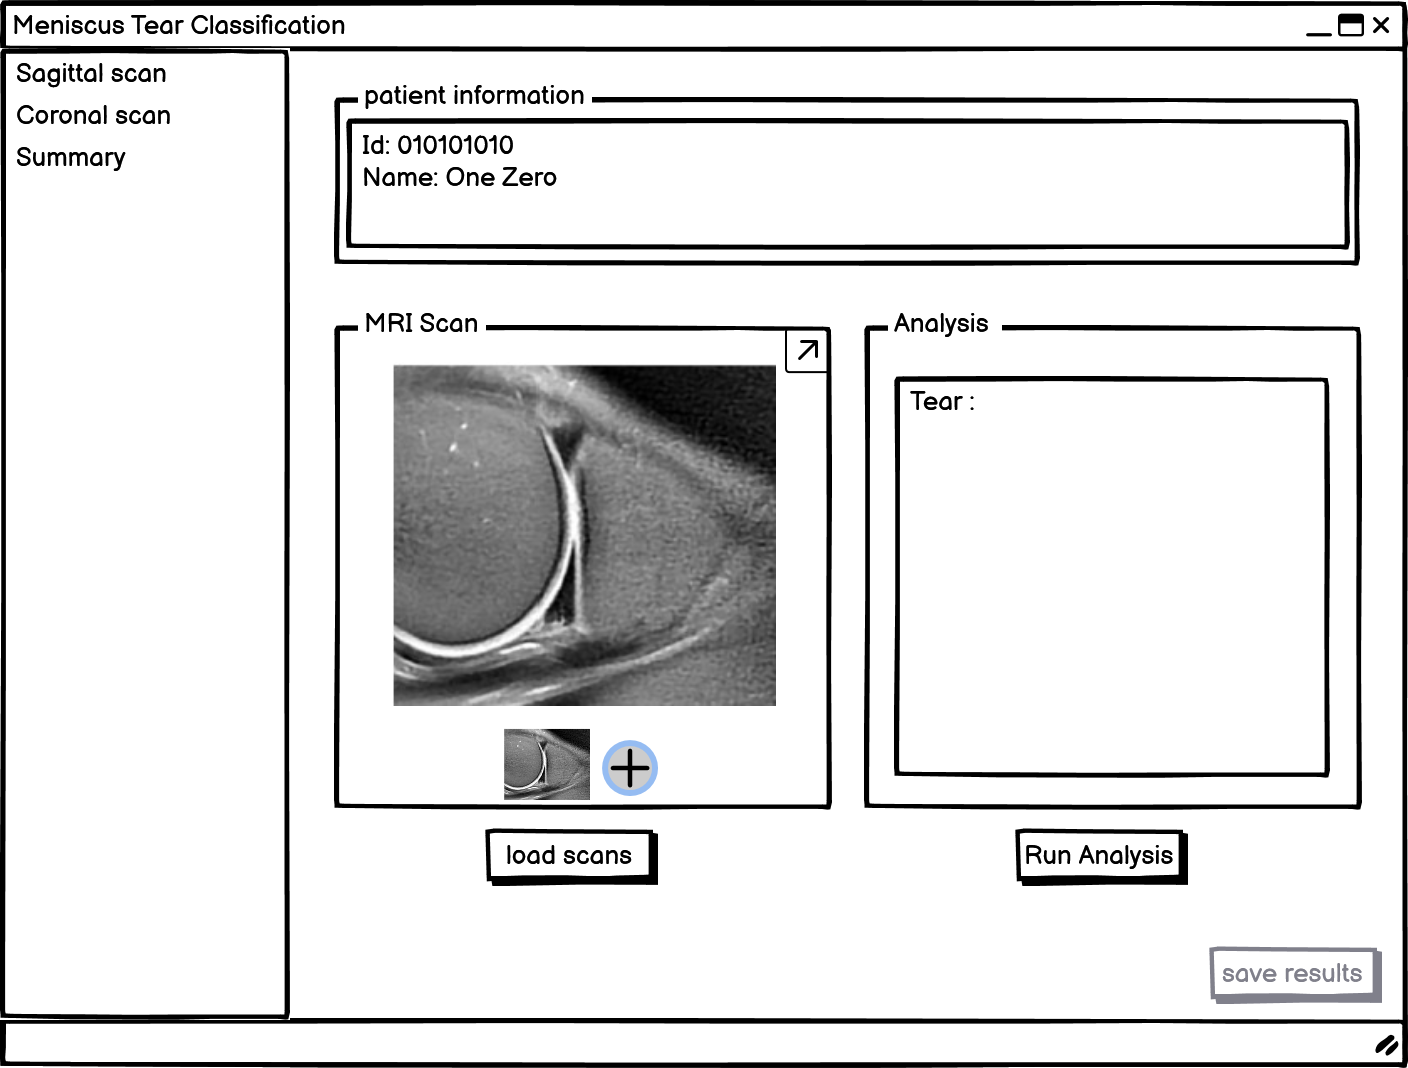 Meniscus Tear Classification
Sagittal scan
Coronal scan
Summary
patient information
Id: 010101010
Name: One Zero
MRI Scan
Analysis
Tear :
load scans
Run Analysis
save results